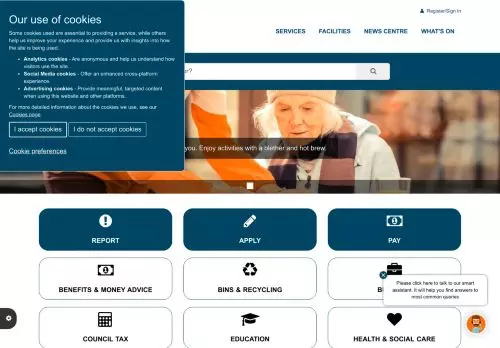 Our use of cookies
Some cookies used are essential to providing a service, while others
help us improve your experience and provide us with insights into how
the site is being used.
Analytics cookies - Are anonymous and help us understand how
visitors use the site.
Social Media cookies - Offer an enhanced cross-platform
experience.
Advertising cookies - Provide meaningful, targeted content
when using this website and other platforms.
For more detailed information about the cookies we use, see our
Cookies page
I accept cookies
I do not accept cookies
Cookie preferences
Register/Sign in
SERVICES
FACILITIES
NEWS CENTRE
WHAT'S ON
you. Enjoy activities with a blether and hot brew.
REPORT
APPLY
PAY
BENEFITS & MONEY ADVICE
BINS & RECYCLING
Please click here to talk to our smart
assistant. It will help you find answers to
most common queries
COUNCIL TAX
EDUCATION
HEALTH & SOCIAL CARE